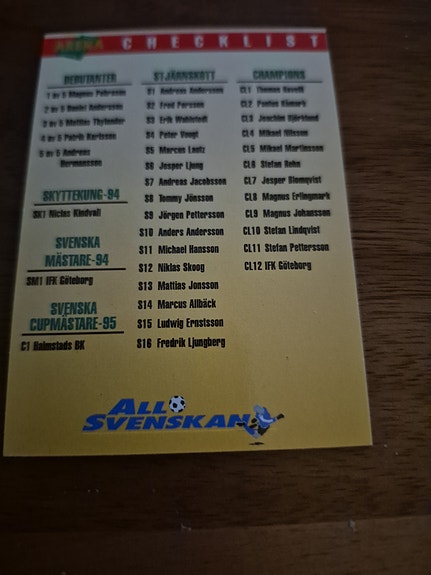 ARENA CHECKLIST
DEBUTANTER
1 av 5 Magnus Pehrsson
2 av 5 Daniel Andersson
3 av 5 Mattias Thylander
4 av 5 Patrik Karlsson
5 av 5 Andreas
Hermansson
SKYTTEKUNG-94
SK1 Niclas Kindvall
SVENSKA
MÄSTARE-94
SM1 IFK Göteborg
SVENSKA
CUPMÄSTARE-95
C1 Halmstads BK
STJÄRNSKOTT
S1 Andreas Andersson
S2 Fred Persson
S3 Erik Wahlstedt
S4 Peter Vougt
S5 Marcus Lantz
S6 Jesper Ljung
S7 Andreas Jacobsson
S8 Tommy Jönsson
S9 Jörgen Pettersson
S10 Anders Andersson
S11 Michael Hansson
S12 Niklas Skoog
S13 Mattias Jonsson
S14 Marcus Allbäck
S15 Ludwig Ernstsson
S16 Fredrik Ljungberg
CHAMPIONS
CL1 Thomas Ravelli
CL2 Pontus Kåmark
CL3 Joachim Björklund
CL4 Mikael Nilsson
CL5 Mikael Martinsson
CL6 Stefan Rehn
CL7 Jesper Blomqvist
CL8 Magnus Erlingmark
CL9 Magnus Johansson
CL10 Stefan Lindqvist
CL11 Stefan Pettersson
CL12 IFK Göteborg
ALLSVENSKAN